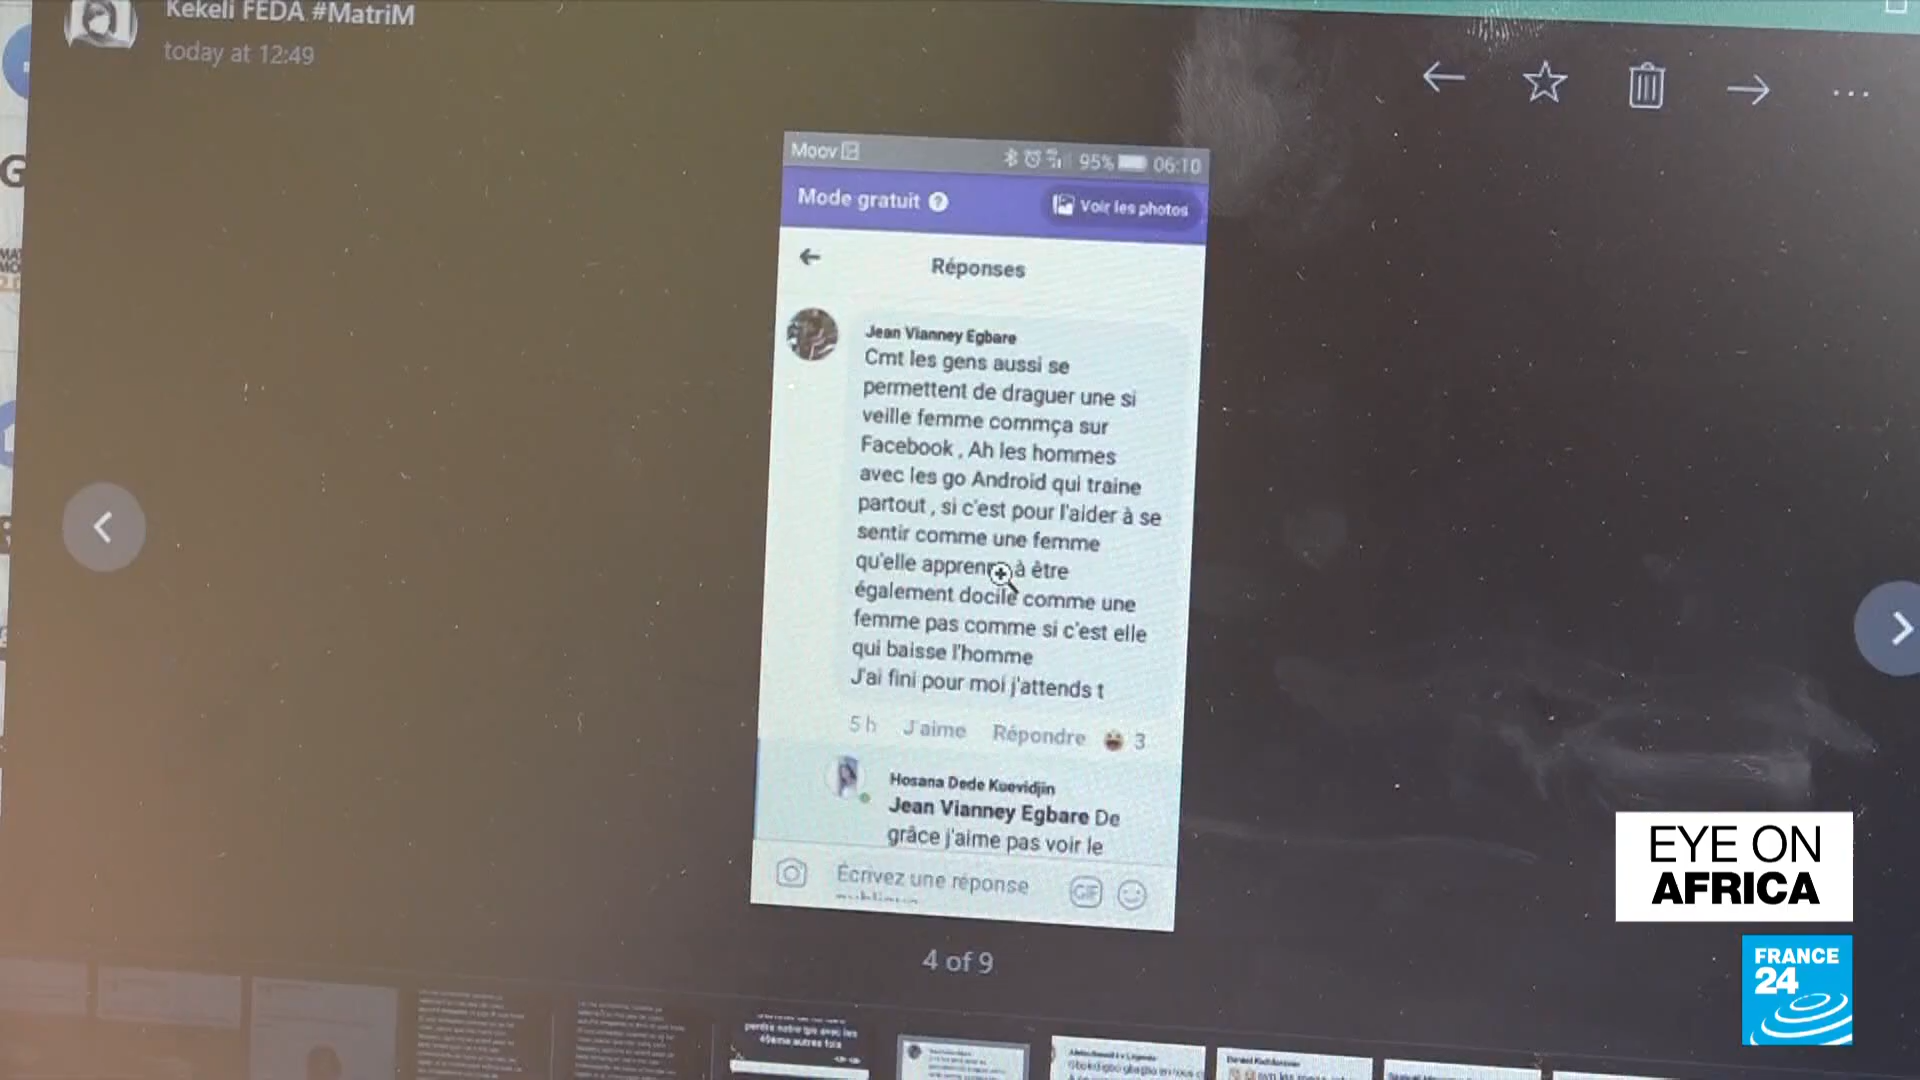 Kekeli FEDA #MatriM
today at 12:49
Moov
95%
06:10
Mode gratuit ?
Voir les photos
Réponses
Jean Vianney Egbare
Cmt les gens aussi se
permettent de draguer une si
veille femme commça sur
Facebook , Ah les hommes
avec les go Android qui traine
partout , si c'est pour l'aider à se
sentir comme une femme
qu'elle apprenne à être
également docile comme une
femme pas comme si c'est elle
qui baisse l'homme
J'ai fini pour moi j'attends t
5 h J'aime Répondre 3
Hosana Dede Kuevidjin
Jean Vianney Egbare De
grâce j'aime pas voir le
Écrivez une réponse
GIF
4 of 9
EYE ON
AFRICA
FRANCE
24